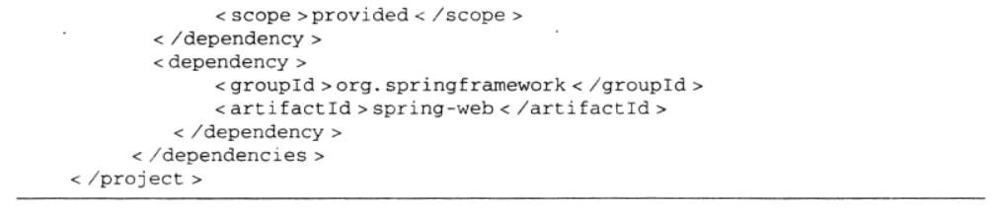 <scope>provided</scope>
</dependency>
<dependency>
<groupId>org.springframework</groupId>
<artifactId>spring-web</artifactId>
</dependency>
</dependencies>
</project>